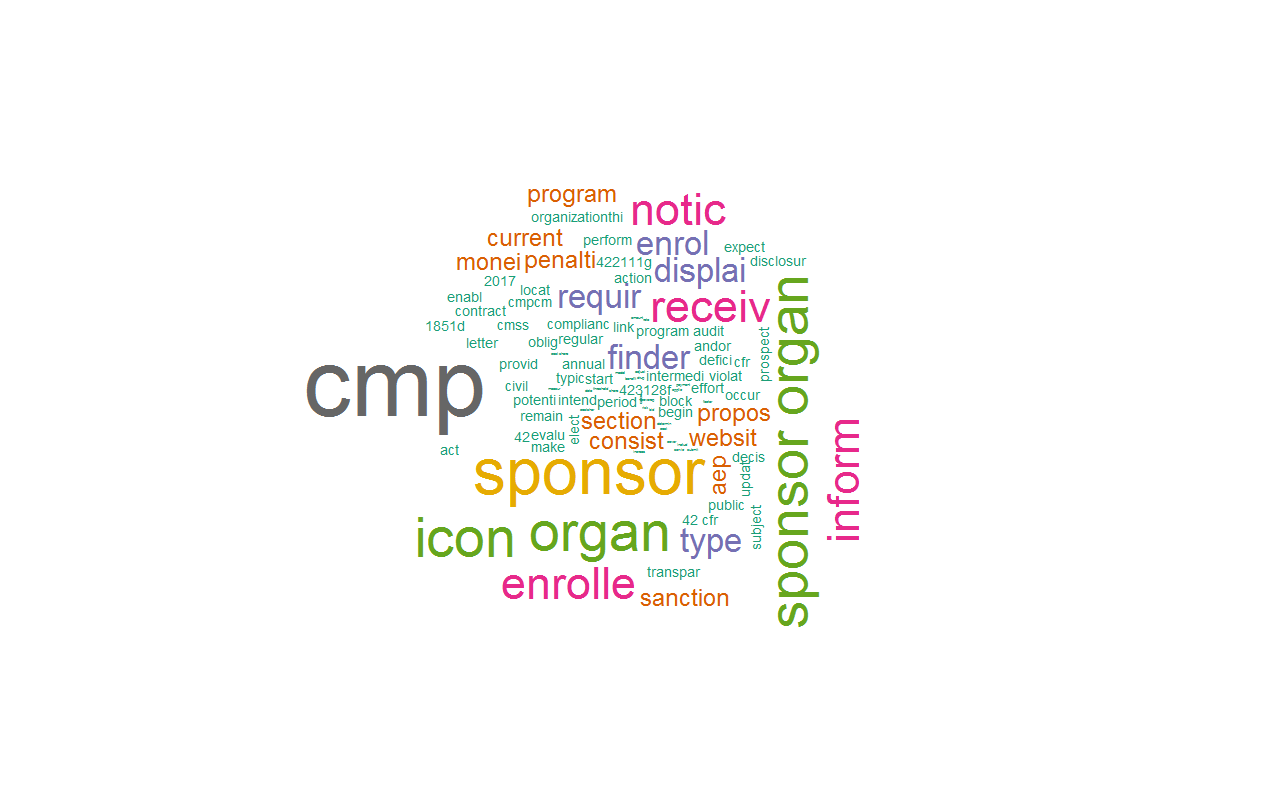 program
notic
organizationthi
current
perform
enrol
expect
monei
penalti
422111g
displai
disclosur
2017
locat
action
enabl
cmpcm
requir
receiv
contract
1851d
cmss
complianc
link
program audit
letter
oblig
regular
andor
prospect
sponsor organ
cmp
provid
annual
finder
defici
cfr
typic
start
intermedi
violat
civil
423128f
effort
potenti
intend
period
block
occur
remain
section
begin
propos
inform
42
evalu
elect
consist
websit
act
make
decis
sponsor
aep
updat
public
icon
organ
type
42 cfr
subject
enrolle
transpar
sanction